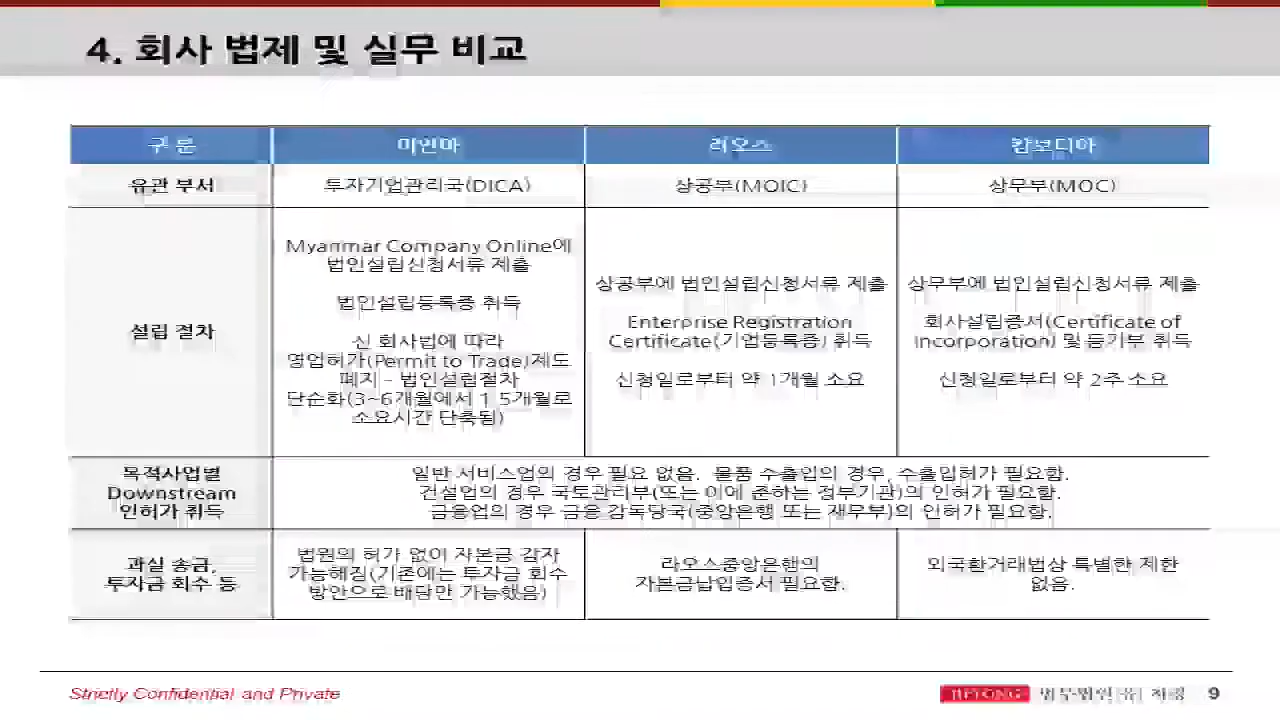 4. 회사 법제 및 실무 비교
구 분
미얀마
라오스
캄보디아
유관 부서
투자기업관리국(DICA)
상공부(MOIC)
상무부(MOC)
설립 절차
Myanmar Company Online에
법인설립신청서류 제출
법인설립등록증 취득
신 회사법에 따라
영업허가(Permit to Trade)제도
폐지 – 법인설립절차
단순화(3~6개월에서 1.5개월로
소요시간 단축됨)
상공부에 법인설립신청서류 제출
Enterprise Registration
Certificate(기업등록증) 취득
신청일로부터 약 1개월 소요
상무부에 법인설립신청서류 제출
회사설립증서(Certificate of
Incorporation) 및 등기부 취득
신청일로부터 약 2주 소요
목적사업별
Downstream
인허가 취득
일반 서비스업의 경우 필요 없음. 물품 수출입의 경우, 수출입허가 필요함.
건설업의 경우 국토관리부(또는 이에 준하는 정부기관)의 인허가 필요함.
금융업의 경우 금융 감독당국(중앙은행 또는 재무부)의 인허가 필요함.
과실 송금,
투자금 회수 등
법원의 허가 없이 자본금 감자
가능해짐(기존에는 투자금 회수
방안으로 배당만 가능했음)
라오스중앙은행의
자본금납입증서 필요함.
외국환거래법상 특별한 제한
없음.
Strictly Confidential and Private
JIPYONG 법무법인(유) 지평 9